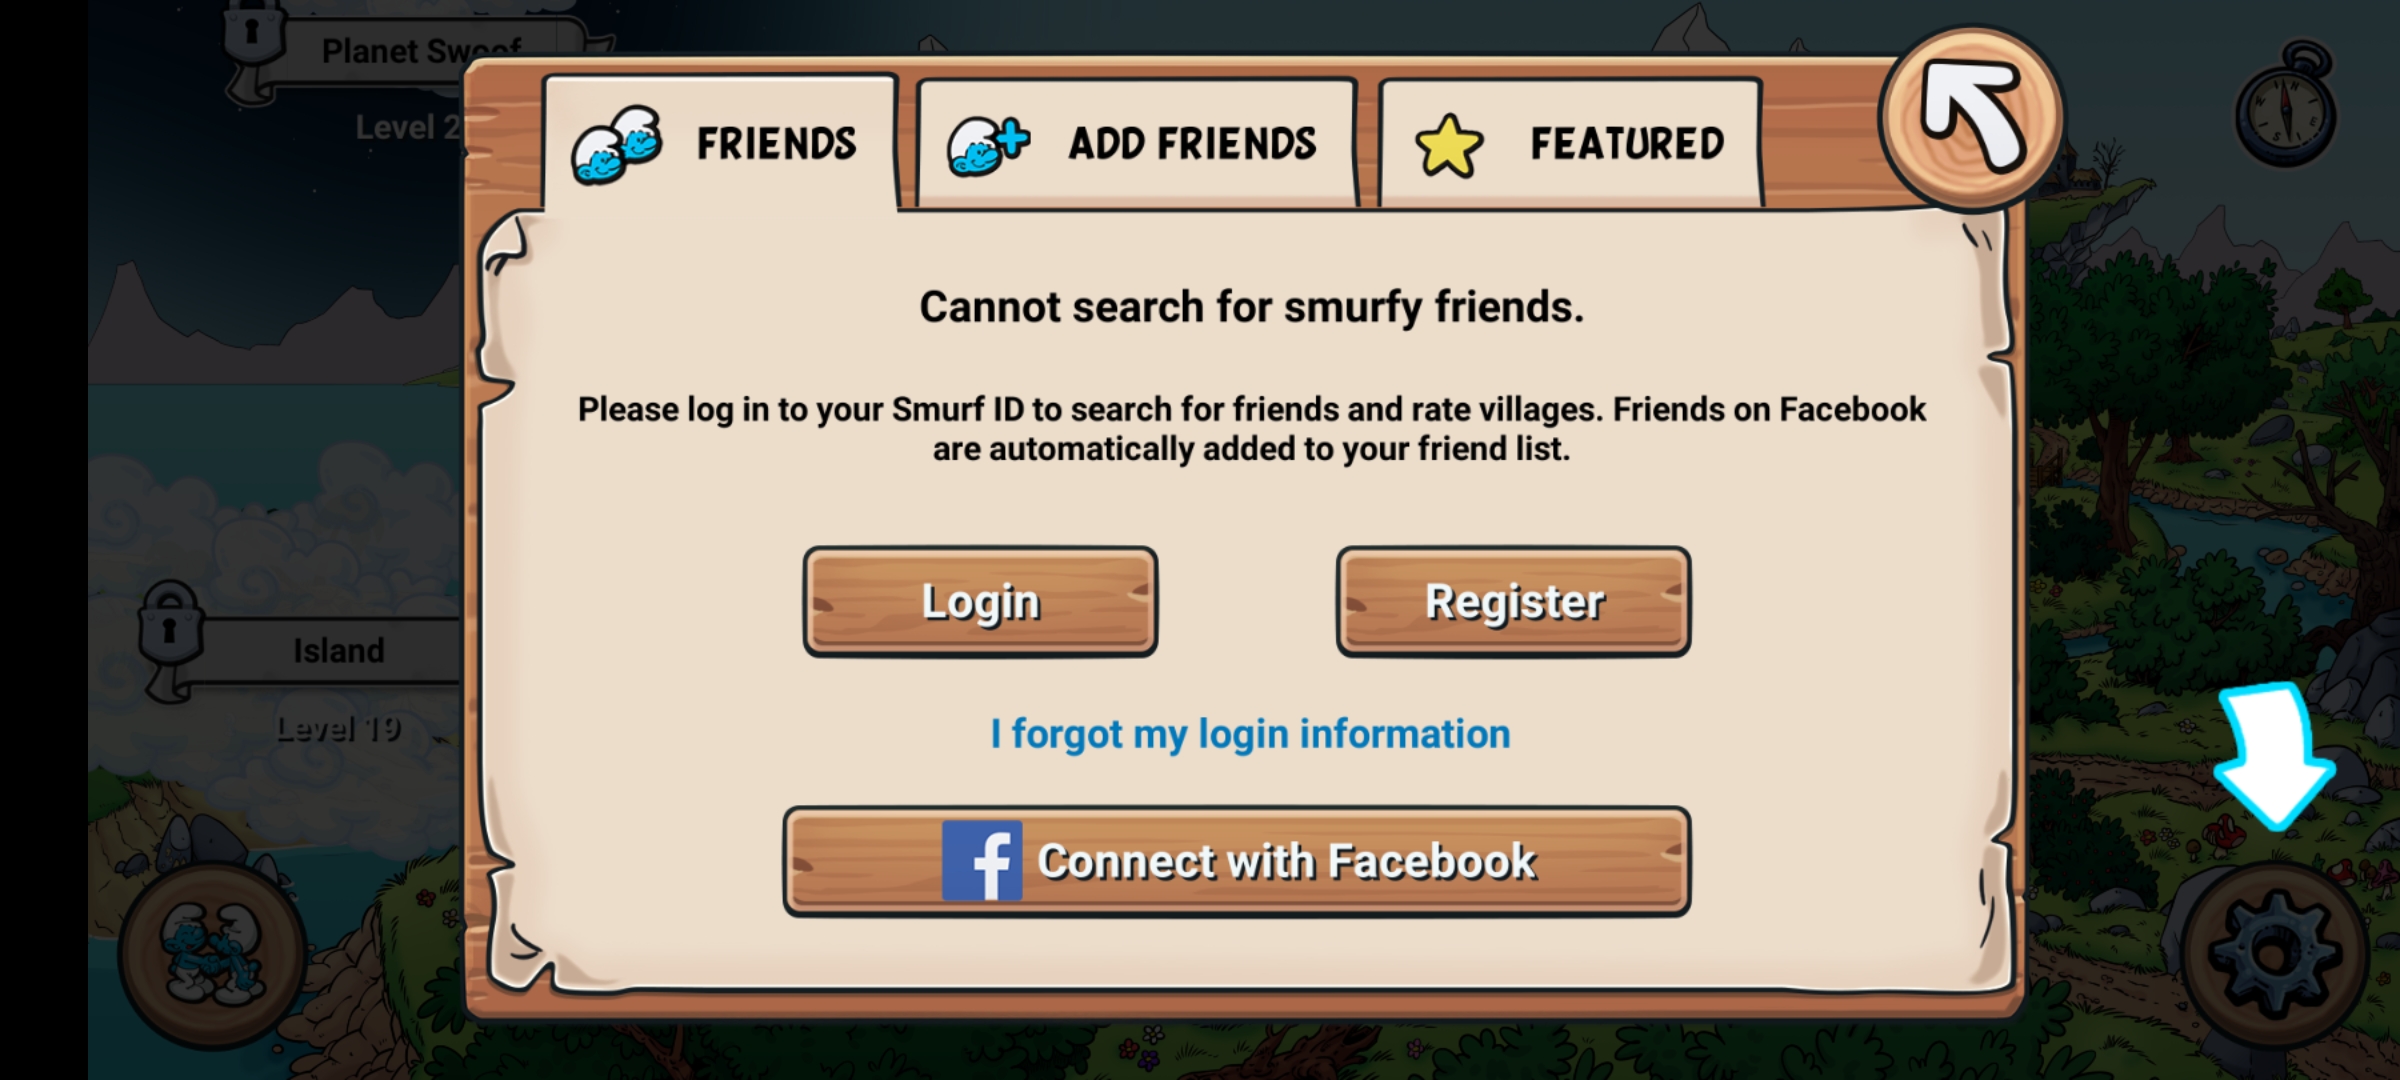 Planet Swoof
Level 2
FRIENDS
ADD FRIENDS
FEATURED
Cannot search for smurfy friends.
Please log in to your Smurf ID to search for friends and rate villages. Friends on Facebook
are automatically added to your friend list.
Login
Register
Island
Level 19
I forgot my login information
Connect with Facebook